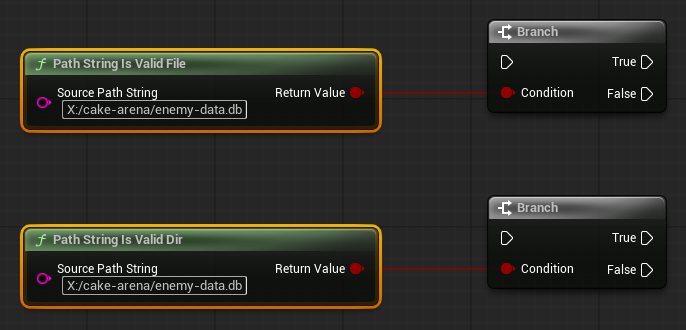 Branch
f Path String Is Valid File
True
Source Path String
Return Value
Condition
False
X:/cake-arena/enemy-data.db
Branch
f Path String Is Valid Dir
True
Source Path String
Return Value
Condition
False
X:/cake-arena/enemy-data.db